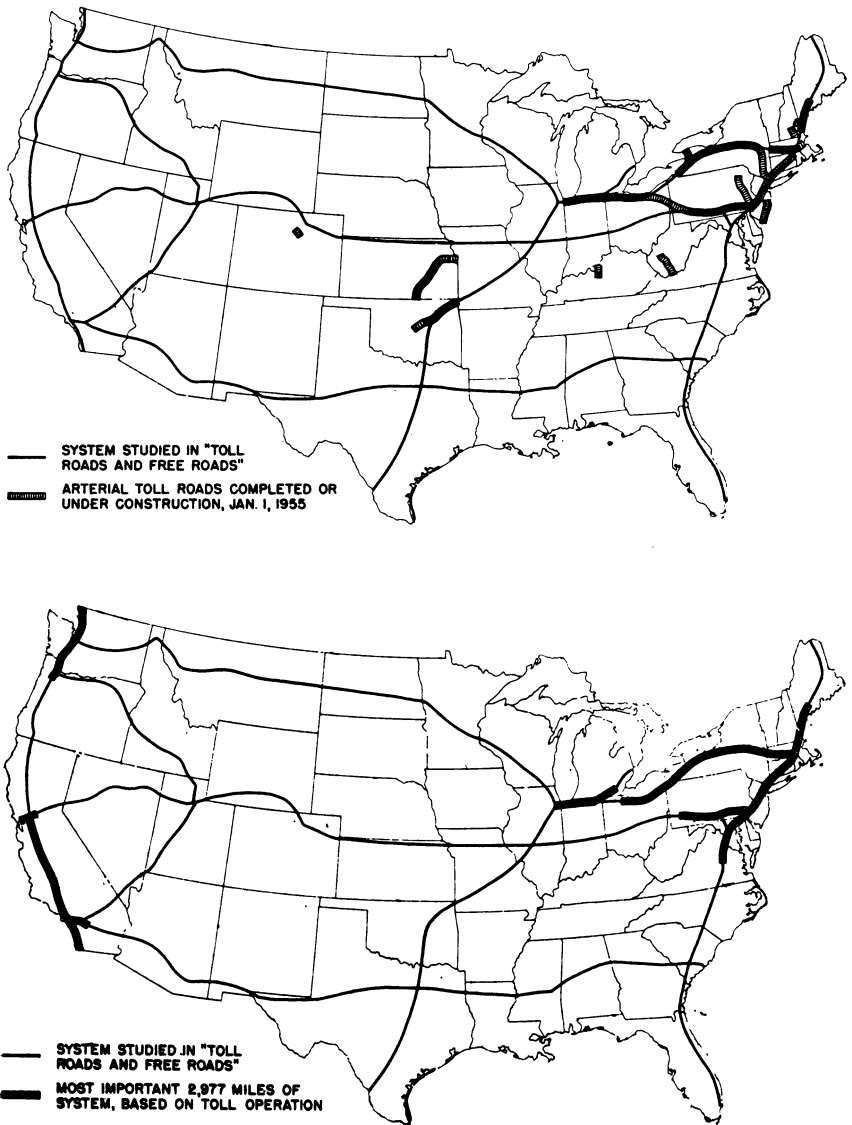 SYSTEM STUDIED IN "TOLL
ROADS AND FREE ROADS"
ARTERIAL TOLL ROADS COMPLETED OR
UNDER CONSTRUCTION, JAN. 1, 1955
SYSTEM STUDIED IN "TOLL
ROADS AND FREE ROADS"
MOST IMPORTANT 2,977 MILES OF
SYSTEM, BASED ON TOLL OPERATION